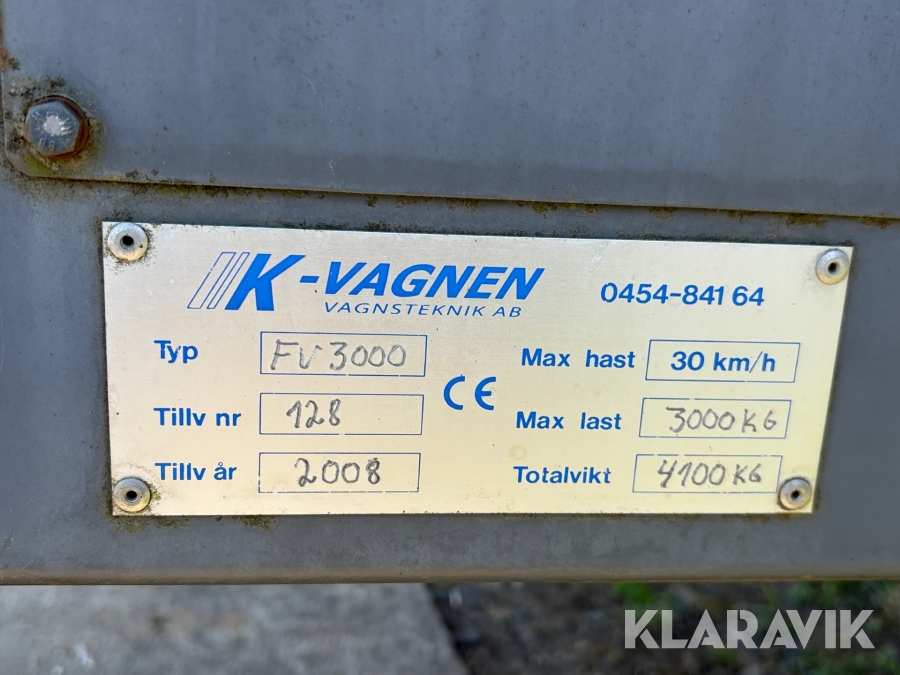 K-VAGNEN
VAGNSTEKNIK AB
0454-841 64
Typ FV 3000
Max hast 30 km/h
CE
Tillv nr 128
Max last 3000 KG
Tillv år 2008
Totalvikt 4100 KG
KLARAVIK